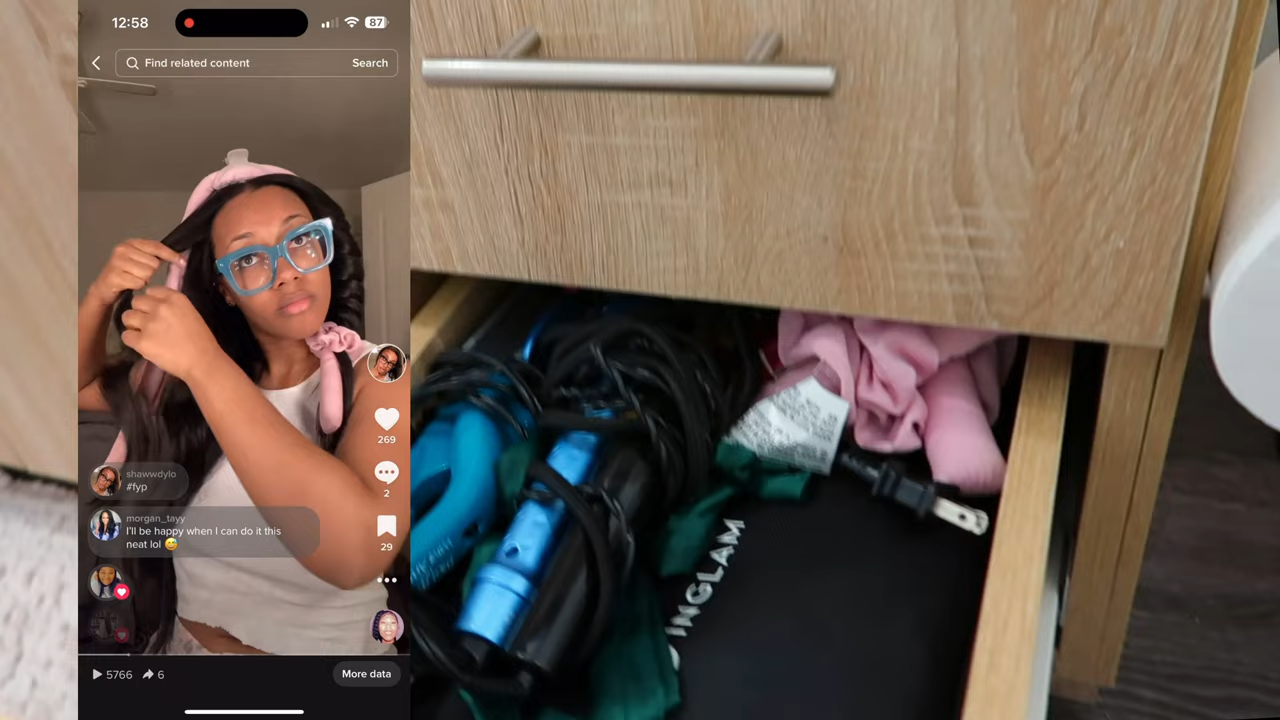 12:58
87
Find related content
Search
269
2
29
shawwdylo
#fyp
morgan_tayy
I'll be happy when I can do it this
neat lol 😅
5766
6
More data
INGLAM